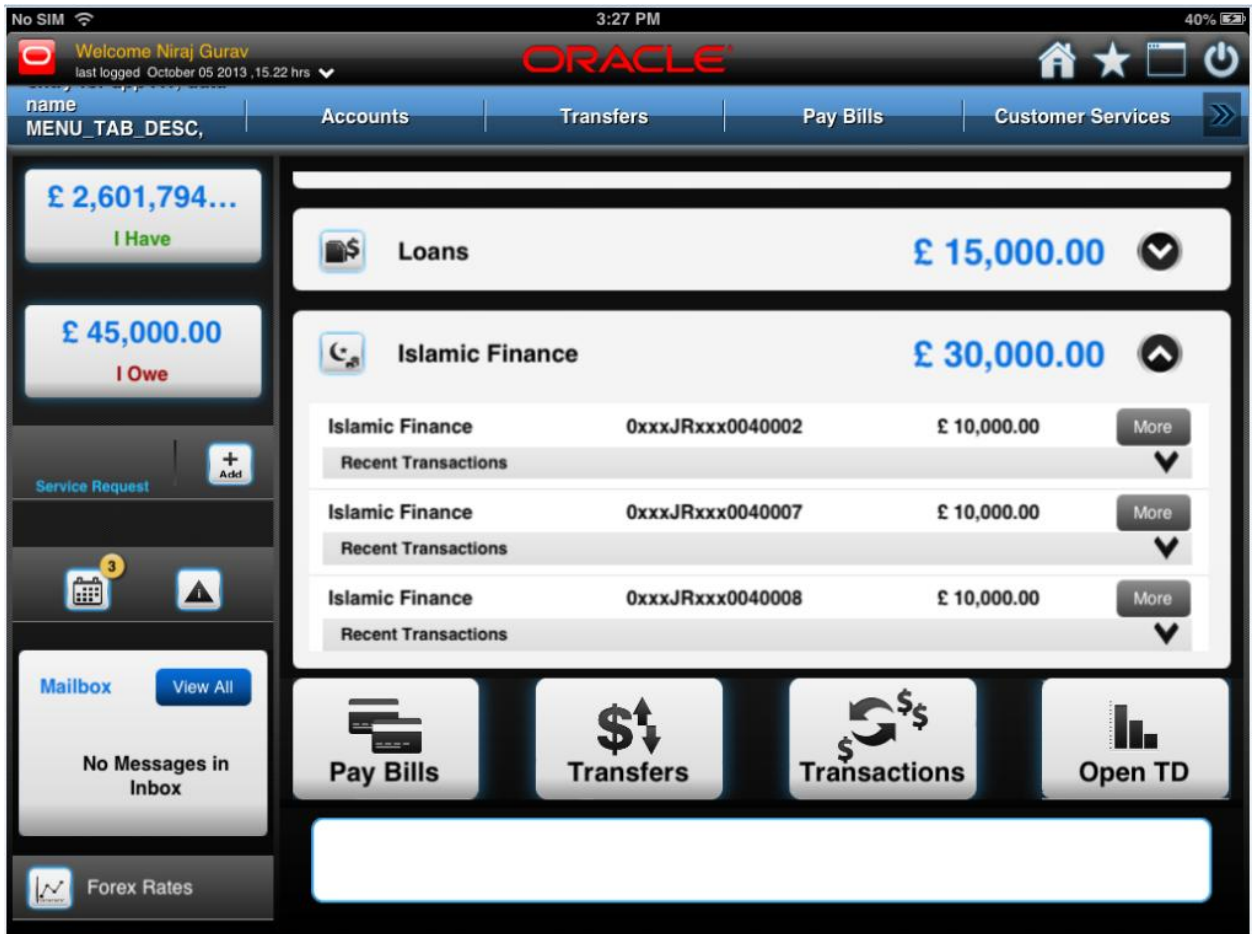 No SIM
3:27 PM
40%
Welcome Niraj Gurav
last logged October 05 2013 ,15.22 hrs
ORACLE
name
MENU_TAB_DESC,
Accounts
Transfers
Pay Bills
Customer Services
£ 2,601,794...
I Have
£ 45,000.00
I Owe
Service Request
+
Add
3
Mailbox
View All
No Messages in
Inbox
Forex Rates
Loans
£ 15,000.00
Islamic Finance
£ 30,000.00
Islamic Finance 0xxxJRxxx0040002 £ 10,000.00 More
Recent Transactions
Islamic Finance 0xxxJRxxx0040007 £ 10,000.00 More
Recent Transactions
Islamic Finance 0xxxJRxxx0040008 £ 10,000.00 More
Recent Transactions
Pay Bills
Transfers
Transactions
Open TD